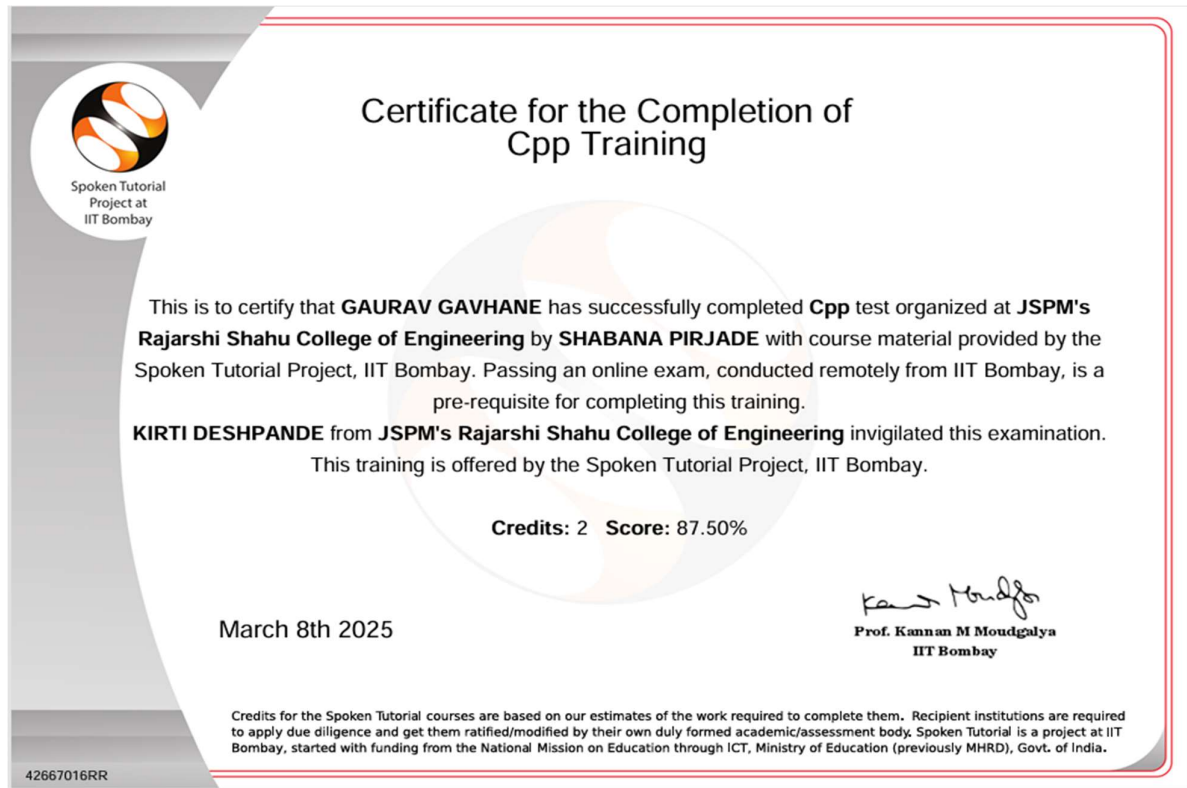 Spoken Tutorial
Project at
IIT Bombay
Certificate for the Completion of
Cpp Training
This is to certify that GAURAV GAVHANE has successfully completed Cpp test organized at JSPM's
Rajarshi Shahu College of Engineering by SHABANA PIRJADE with course material provided by the
Spoken Tutorial Project, IIT Bombay. Passing an online exam, conducted remotely from IIT Bombay, is a
pre-requisite for completing this training.
KIRTI DESHPANDE from JSPM's Rajarshi Shahu College of Engineering invigilated this examination.
This training is offered by the Spoken Tutorial Project, IIT Bombay.
Credits: 2 Score: 87.50%
March 8th 2025
Prof. Kannan M Moudgalya
IIT Bombay
Credits for the Spoken Tutorial courses are based on our estimates of the work required to complete them. Recipient institutions are required
to apply due diligence and get them ratified/modified by their own duly formed academic/assessment body. Spoken Tutorial is a project at IIT
Bombay, started with funding from the National Mission on Education through ICT, Ministry of Education (previously MHRD), Govt. of India.
42667016RR